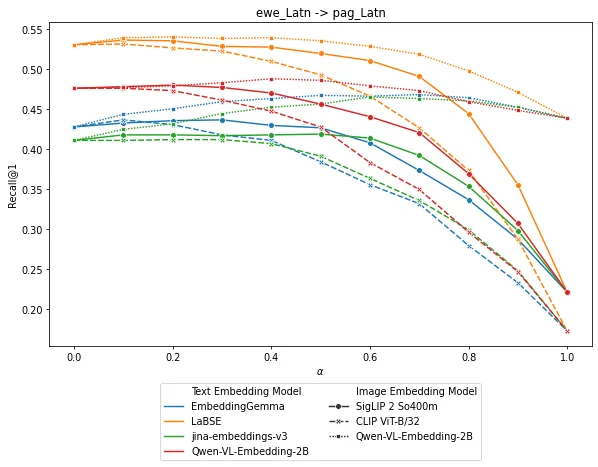 ewe_Latn -> pag_Latn
Recall@1
0.55
0.50
0.45
0.40
0.35
0.30
0.25
0.20
0.0 0.2 0.4 0.6 0.8 1.0
α
Text Embedding Model Image Embedding Model
EmbeddingGemma SigLIP 2 So400m
LaBSE CLIP ViT-B/32
jina-embeddings-v3 Qwen-VL-Embedding-2B
Qwen-VL-Embedding-2B